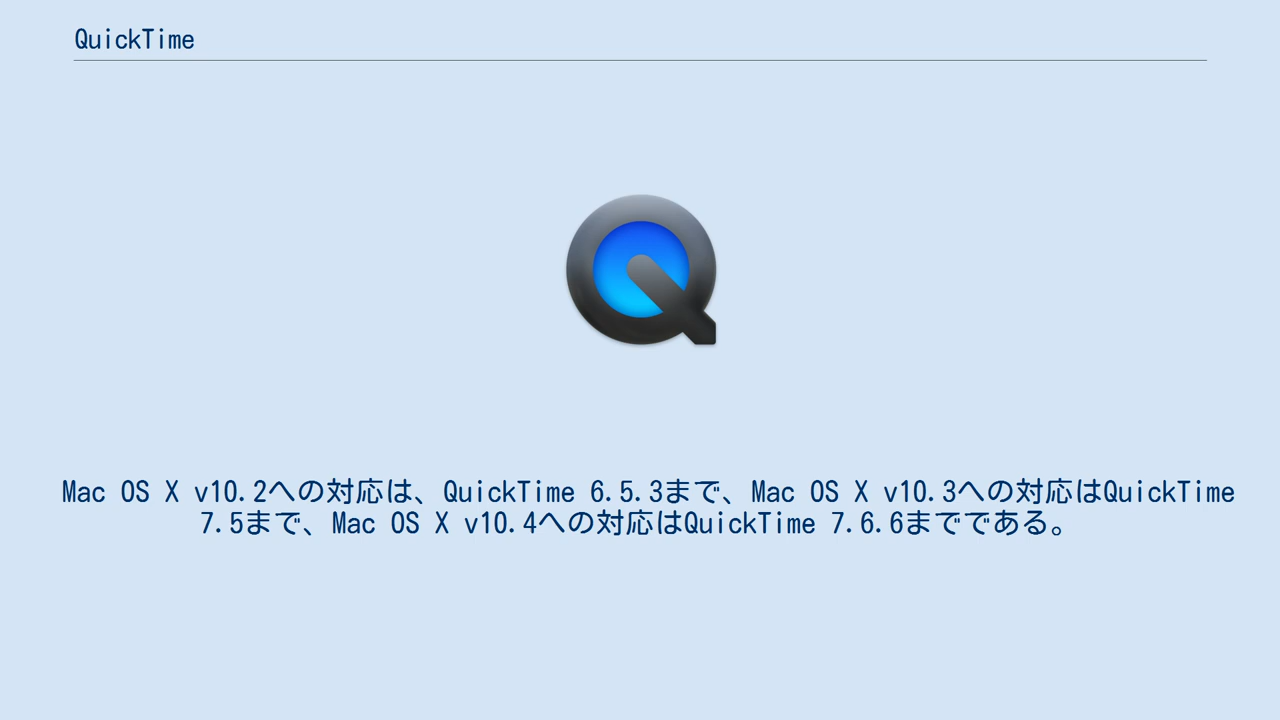 QuickTime
Mac OS X v10.2への対応は、QuickTime 6.5.3まで、Mac OS X v10.3への対応はQuickTime
7.5まで、Mac OS X v10.4への対応はQuickTime 7.6.6までである。